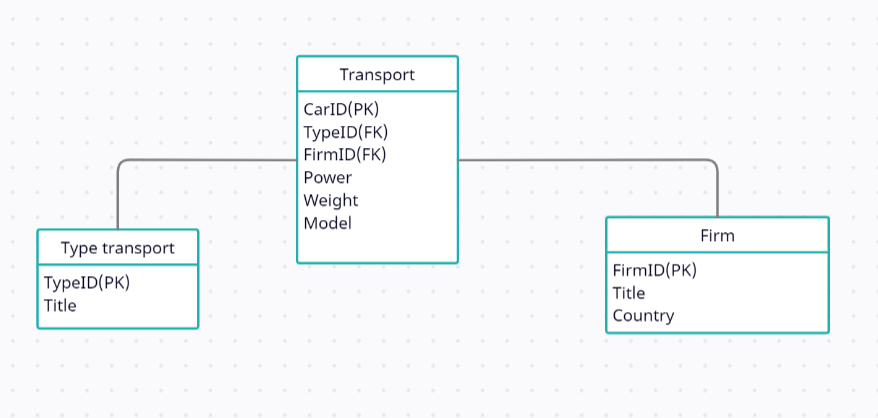 Transport
CarID(PK)
TypeID(FK)
FirmID(FK)
Power
Weight
Model
Type transport
TypeID(PK)
Title
Firm
FirmID(PK)
Title
Country